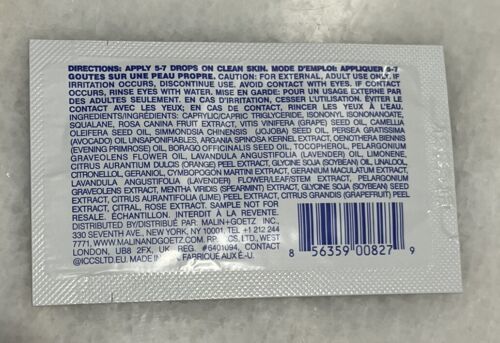 DIRECTIONS: APPLY 5-7 DROPS ON CLEAN SKIN. MODE D'EMPLOI: APPLIQUER 5-7
GOUTES SUR UNE PEAU PROPRE. CAUTION: FOR EXTERNAL, ADULT USE ONLY. IF
IRRITATION OCCURS, DISCONTINUE USE. AVOID CONTACT WITH EYES. IF CONTACT
OCCURS, RINSE EYES WITH WATER. MISE EN GARDE: POUR UN USAGE EXTERNE PAR
DES ADULTES SEULEMENT. EN CAS D'IRRITATION, CESSER L'UTILISATION. ÉVITER LE
CONTACT AVEC LES YEUX; EN CAS DE CONTACT, RINCER LES YEUX À L'EAU.
INGREDIENTS/INGRÉDIENTS: CAPRYLIC/CAPRIC TRIGLYCERIDE, ISONONYL ISONONANOATE,
SQUALANE, ROSA CANINA FRUIT EXTRACT, VITIS VINIFERA (GRAPE) SEED OIL, CAMELLIA
OLEIFERA SEED OIL, SIMMONDSIA CHINENSIS (JOJOBA) SEED OIL, PERSEA GRATISSIMA
(AVOCADO) OIL UNSAPONIFIABLES, ARGANIA SPINOSA KERNEL EXTRACT, OENOTHERA BIENNIS
(EVENING PRIMROSE) OIL, BORAGO OFFICINALIS SEED OIL, TOCOPHEROL, PELARGONIUM
GRAVEOLENS FLOWER OIL, LAVANDULA ANGUSTIFOLIA (LAVENDER) OIL, LIMONENE,
CITRUS AURANTIUM DULCIS (ORANGE) PEEL EXTRACT, GLYCINE SOJA (SOYBEAN) OIL, LINALOOL,
CITRONELLOL, GERANIOL, CYMBOPOGON MARTINI EXTRACT, GERANIUM MACULATUM EXTRACT,
LAVANDULA ANGUSTIFOLIA (LAVENDER) FLOWER/LEAF/STEM EXTRACT, PELARGONIUM
GRAVEOLENS EXTRACT, MENTHA VIRIDIS (SPEARMINT) EXTRACT, GLYCINE SOJA (SOYBEAN) SEED
EXTRACT, CITRUS AURANTIFOLIA (LIME) PEEL EXTRACT, CITRUS GRANDIS (GRAPEFRUIT) PEEL
EXTRACT, CITRAL, ROSE EXTRACT. SAMPLE NOT FOR
RESALE. ÉCHANTILLON. INTERDIT À LA REVENTE.
DISTRIBUTED BY/DISTRIBUÉ PAR. MALIN+GOETZ INC.,
330 SEVENTH AVE., NEW YORK, NY 10001. TEL. +1 212 244
7771, WWW.MALINANDGOETZ.COM. RP: ICCS LTD., WEST
LONDON, UB8 2FX, UK. REG. #6401094, CONTACT
@ICCSLTD.EU. MADE IN FABRIQUÉ AUX É.-U.
8 56359 00827 9